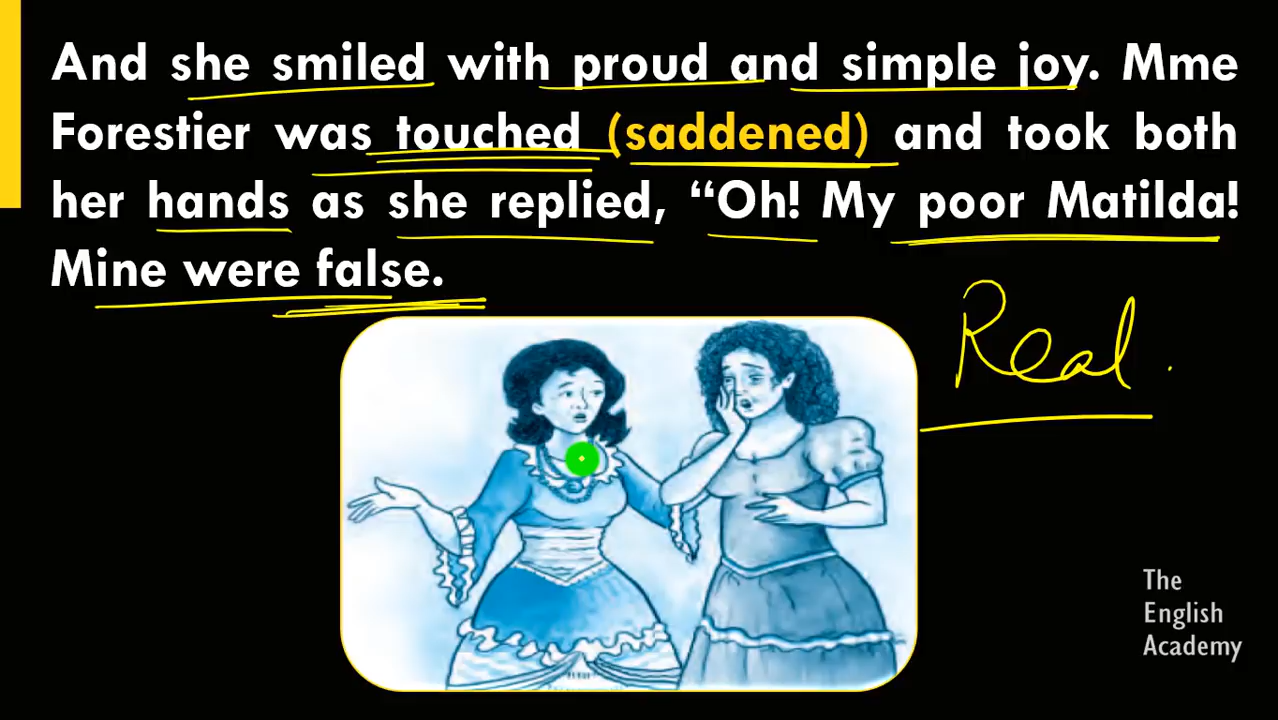 And she smiled with proud and simple joy. Mme
Forestier was touched (saddened) and took both
her hands as she replied, “Oh! My poor Matilda!
Mine were false.
Real.
The
English
Academy